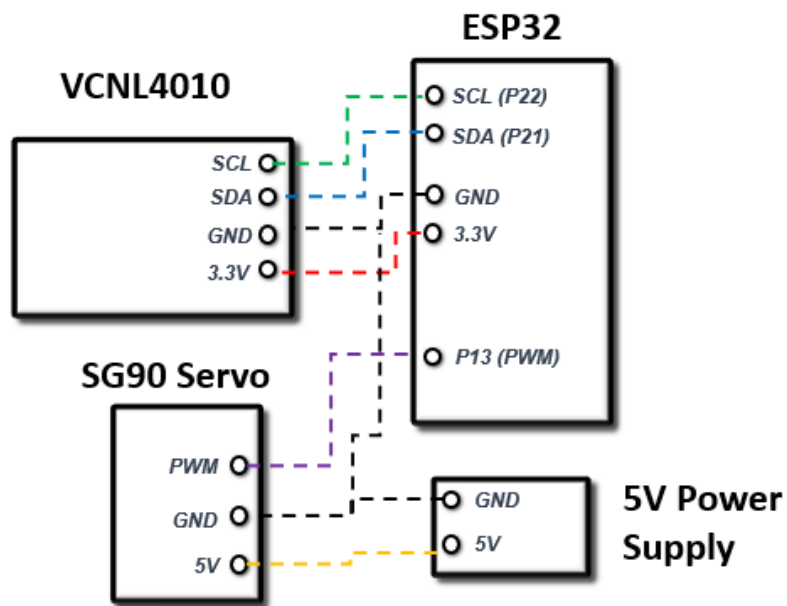 ESP32
VCNL4010
SCL (P22)
SDA (P21)
GND
3.3V
P13 (PWM)
SCL
SDA
GND
3.3V
SG90 Servo
PWM
GND
5V
GND
5V
5V Power
Supply